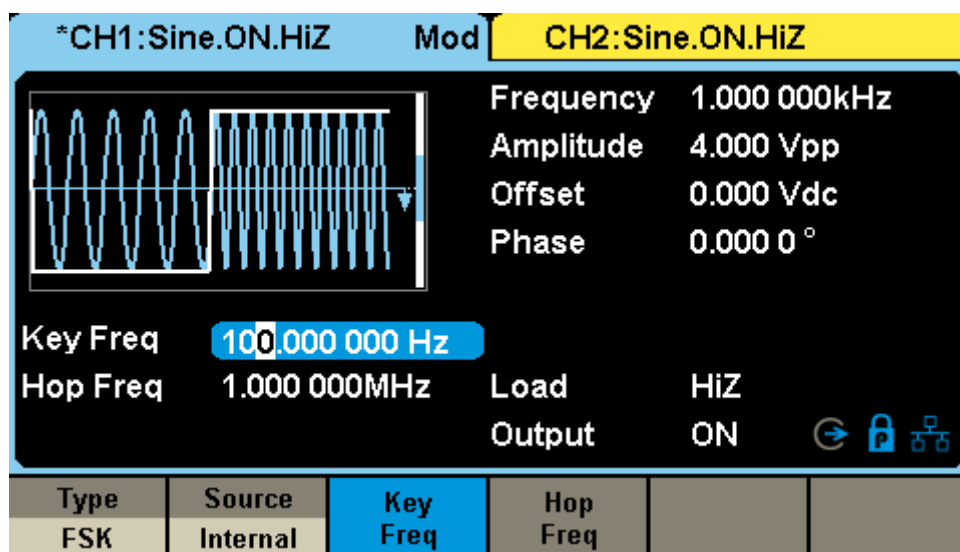 *CH1:Sine.ON.HiZ Mod CH2:Sine.ON.HiZ
Frequency 1.000 000kHz
Amplitude 4.000 Vpp
Offset 0.000 Vdc
Phase 0.000 0 °
Key Freq 100.000 000 Hz
Hop Freq 1.000 000MHz Load HiZ
Output ON
Type Source Key Freq Hop Freq
FSK Internal